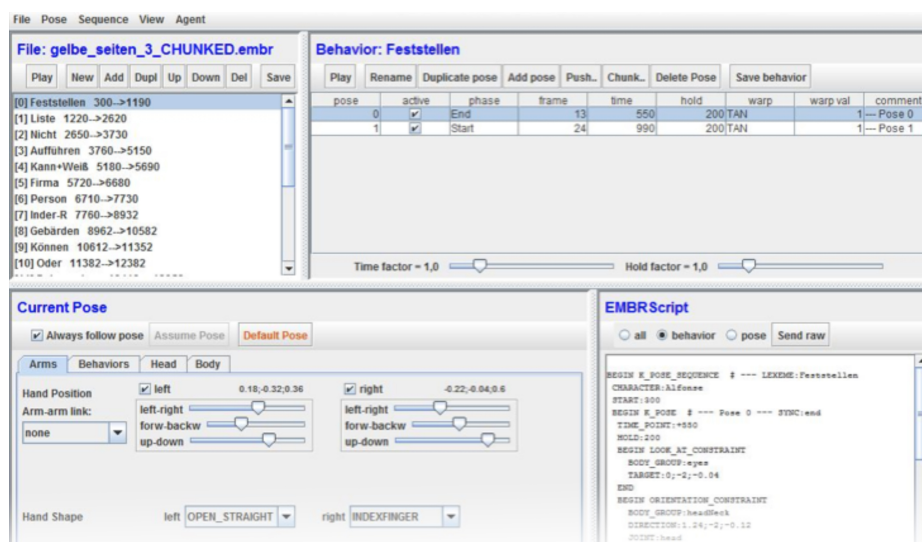 File Pose Sequence View Agent
File: gelbe_seiten_3_CHUNKED.embr
Play New Add Dupl Up Down Del Save
[0] Feststellen 300-->1190
[1] Liste 1220-->2620
[2] Nicht 2650-->3730
[3] Aufführen 3760-->5150
[4] Kann+Weiß 5180-->5690
[5] Firma 5720-->6680
[6] Person 6710-->7730
[7] Inder-R 7760-->8932
[8] Gebärden 8962-->10582
[9] Können 10612-->11352
[10] Oder 11382-->12382
Behavior: Feststellen
Play Rename Duplicate pose Add pose Push... Chunk... Delete Pose Save behavior
pose active phase frame time hold warp warp val comment
0 End 13 550 200 TAN 1 --- Pose 0
1 Start 24 990 200 TAN 1 --- Pose 1
Time factor = 1,0 Hold factor = 1,0
Current Pose
Always follow pose Assume Pose Default Pose
Arms Behaviors Head Body
Hand Position left 0.18;-0.32;0.36 right -0.22;-0.04;0.6
Arm-arm link: left-right left-right
none forw-backw forw-backw
up-down up-down
Hand Shape left OPEN_STRAIGHT right INDEXFINGER
EMBRScript
all behavior pose Send raw
BEGIN K_POSE_SEQUENCE # --- LEXEME:Feststellen
CHARACTER:Alfonse
START:300
BEGIN K_POSE # --- Pose 0 --- SYNC:end
TIME_POINT:+550
HOLD:200
BEGIN LOOK_AT_CONSTRAINT
BODY_GROUP:eyes
TARGET:0;-2;-0.04
END
BEGIN ORIENTATION_CONSTRAINT
BODY_GROUP:headNeck
DIRECTION:1.24;-2;-0.12
JOINT:head